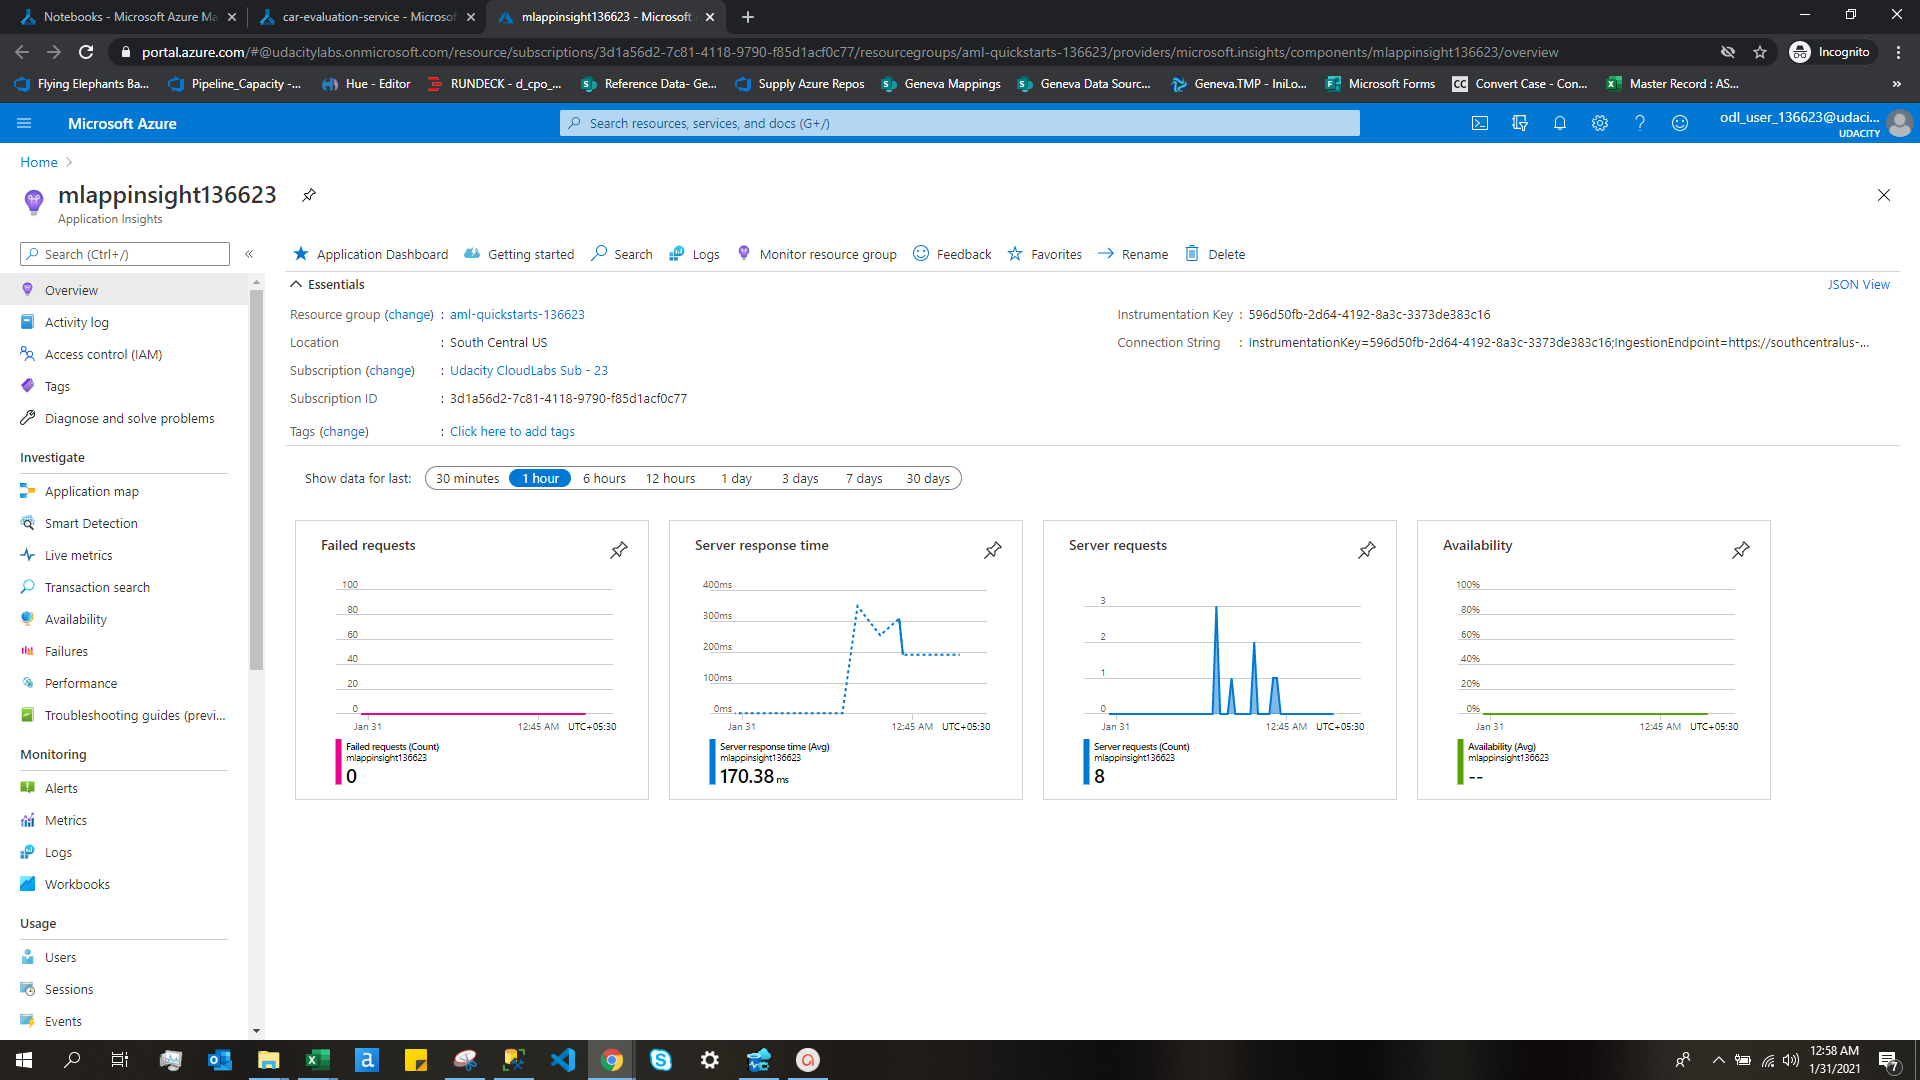 Notebooks - Microsoft Azure Ma
car-evaluation-service - Microsof
mlappinsight136623 - Microsoft
portal.azure.com/#@udacitylabs.onmicrosoft.com/resource/subscriptions/3d1a56d2-7c81-4118-9790-f85d1acf0c77/resourcegroups/aml-quickstarts-136623/providers/microsoft.insights/components/mlappinsight136623/overview
Incognito
Flying Elephants Ba...
Pipeline_Capacity -...
Hue - Editor
RUNDECK - d_cpo_...
Reference Data- Ge...
Supply Azure Repos
Geneva Mappings
Geneva Data Sourc...
Geneva.TMP - IniLo...
Microsoft Forms
CC Convert Case - Con...
Master Record : AS...
»
Microsoft Azure
Search resources, services, and docs (G+/)
odl_user_136623@udaci...
UDACITY
Home
mlappinsight136623
Application Insights
Search (Ctrl+/)
«
Application Dashboard
Getting started
Search
Logs
Monitor resource group
Feedback
Favorites
Rename
Delete
Overview
Activity log
Access control (IAM)
Tags
Diagnose and solve problems
Investigate
Application map
Smart Detection
Live metrics
Transaction search
Availability
Failures
Performance
Troubleshooting guides (previ...
Monitoring
Alerts
Metrics
Logs
Workbooks
Usage
Users
Sessions
Events
Essentials
JSON View
Resource group (change) : aml-quickstarts-136623
Location : South Central US
Subscription (change) : Udacity CloudLabs Sub - 23
Subscription ID : 3d1a56d2-7c81-4118-9790-f85d1acf0c77
Tags (change) : Click here to add tags
Instrumentation Key : 596d50fb-2d64-4192-8a3c-3373de383c16
Connection String : InstrumentationKey=596d50fb-2d64-4192-8a3c-3373de383c16;IngestionEndpoint=https://southcentralus-...
Show data for last: 30 minutes 1 hour 6 hours 12 hours 1 day 3 days 7 days 30 days
Failed requests
100
80
60
40
20
0
Jan 31 12:45 AM UTC+05:30
Failed requests (Count)
mlappinsight136623
0
Server response time
400ms
300ms
200ms
100ms
0ms
Jan 31 12:45 AM UTC+05:30
Server response time (Avg)
mlappinsight136623
170.38 ms
Server requests
3
2
1
0
Jan 31 12:45 AM UTC+05:30
Server requests (Count)
mlappinsight136623
8
Availability
100%
80%
60%
40%
20%
0%
Jan 31 12:45 AM UTC+05:30
Availability (Avg)
mlappinsight136623
--
12:58 AM
1/31/2021
7